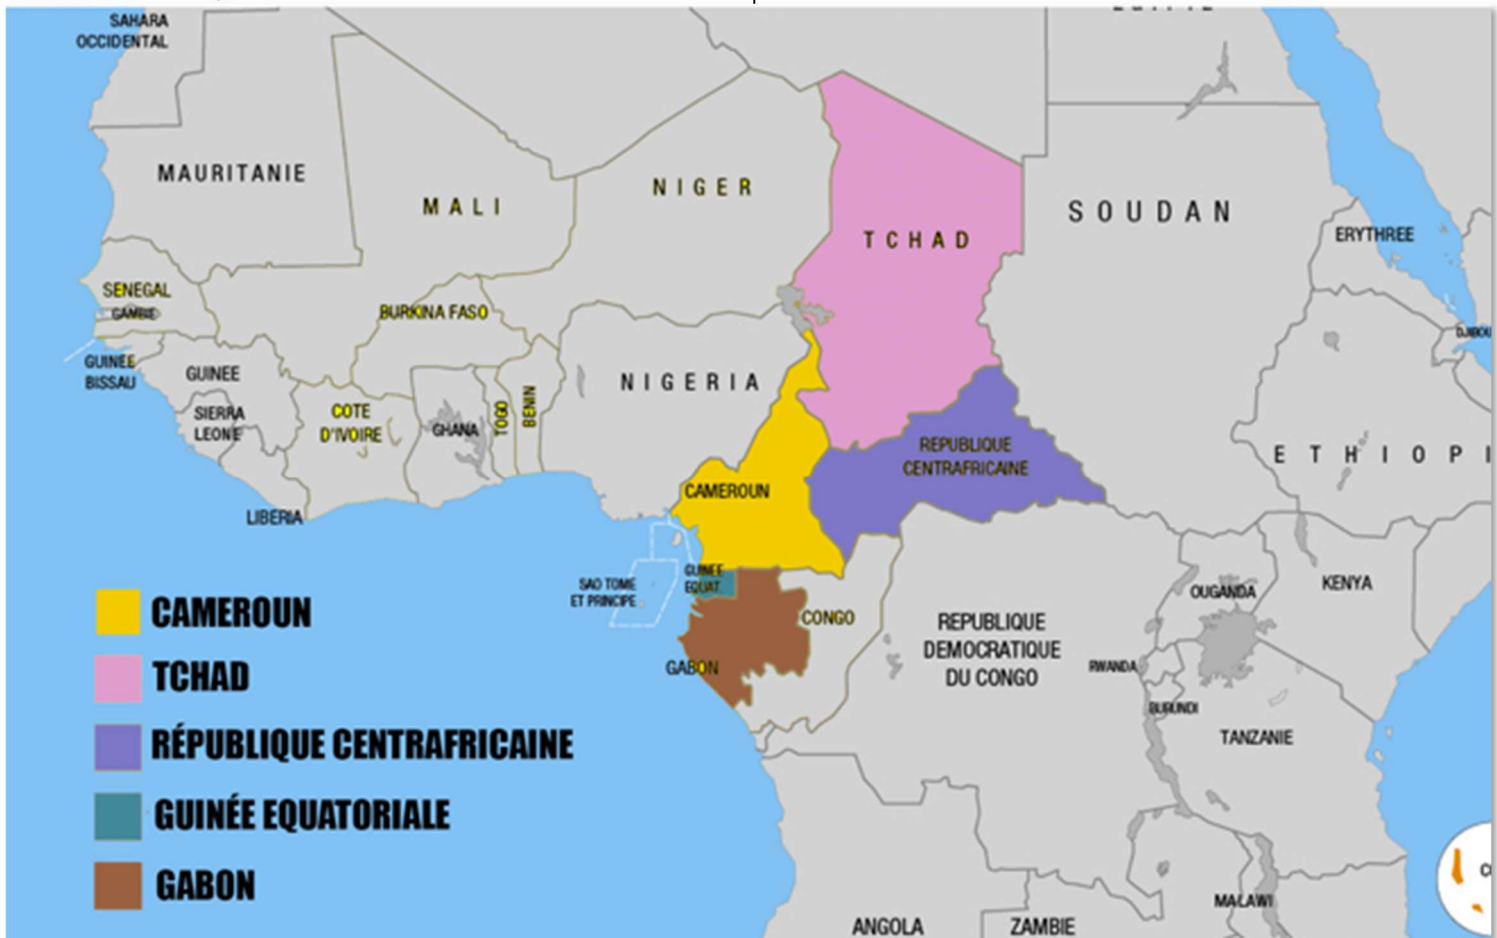 SAHARA
OCCIDENTAL
MAURITANIE
MALI
NIGER
TCHAD
SOUDAN
ERYTHREE
SENEGAL
GAMBIE
BURKINA FASO
GUINEE
BISSAU
GUINEE
NIGERIA
SIERRA
LEONE
COTE
D'IVOIRE
GHANA
TOGO
BENIN
REPUBLIQUE
CENTRAFRICAINE
CAMEROUN
LIBERIA
SAO TOME
ET PRINCIPE
GUINEE
EQUAT.
CONGO
GABON
REPUBLIQUE
DEMOCRATIQUE
DU CONGO
OUGANDA
KENYA
RWANDA
BURUNDI
TANZANIE
MALAWI
ANGOLA
ZAMBIE
CAMEROUN
TCHAD
RÉPUBLIQUE CENTRAFRICAINE
GUINÉE EQUATORIALE
GABON